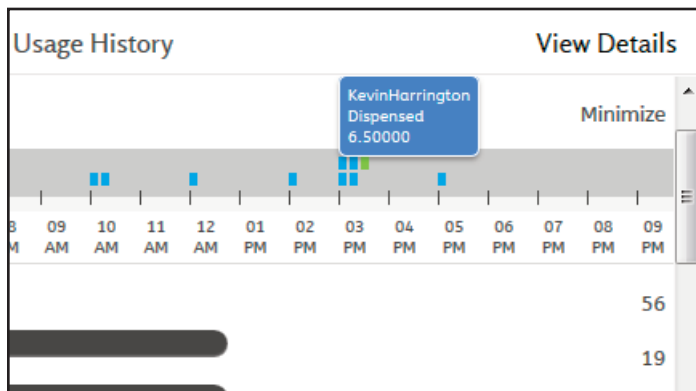 Usage History View Details
KevinHarrington
Dispensed
6.50000
Minimize
09 10 11 12 01 02 03 04 05 06 07 08 09
M AM AM AM AM PM PM PM PM PM PM PM PM PM
56
19